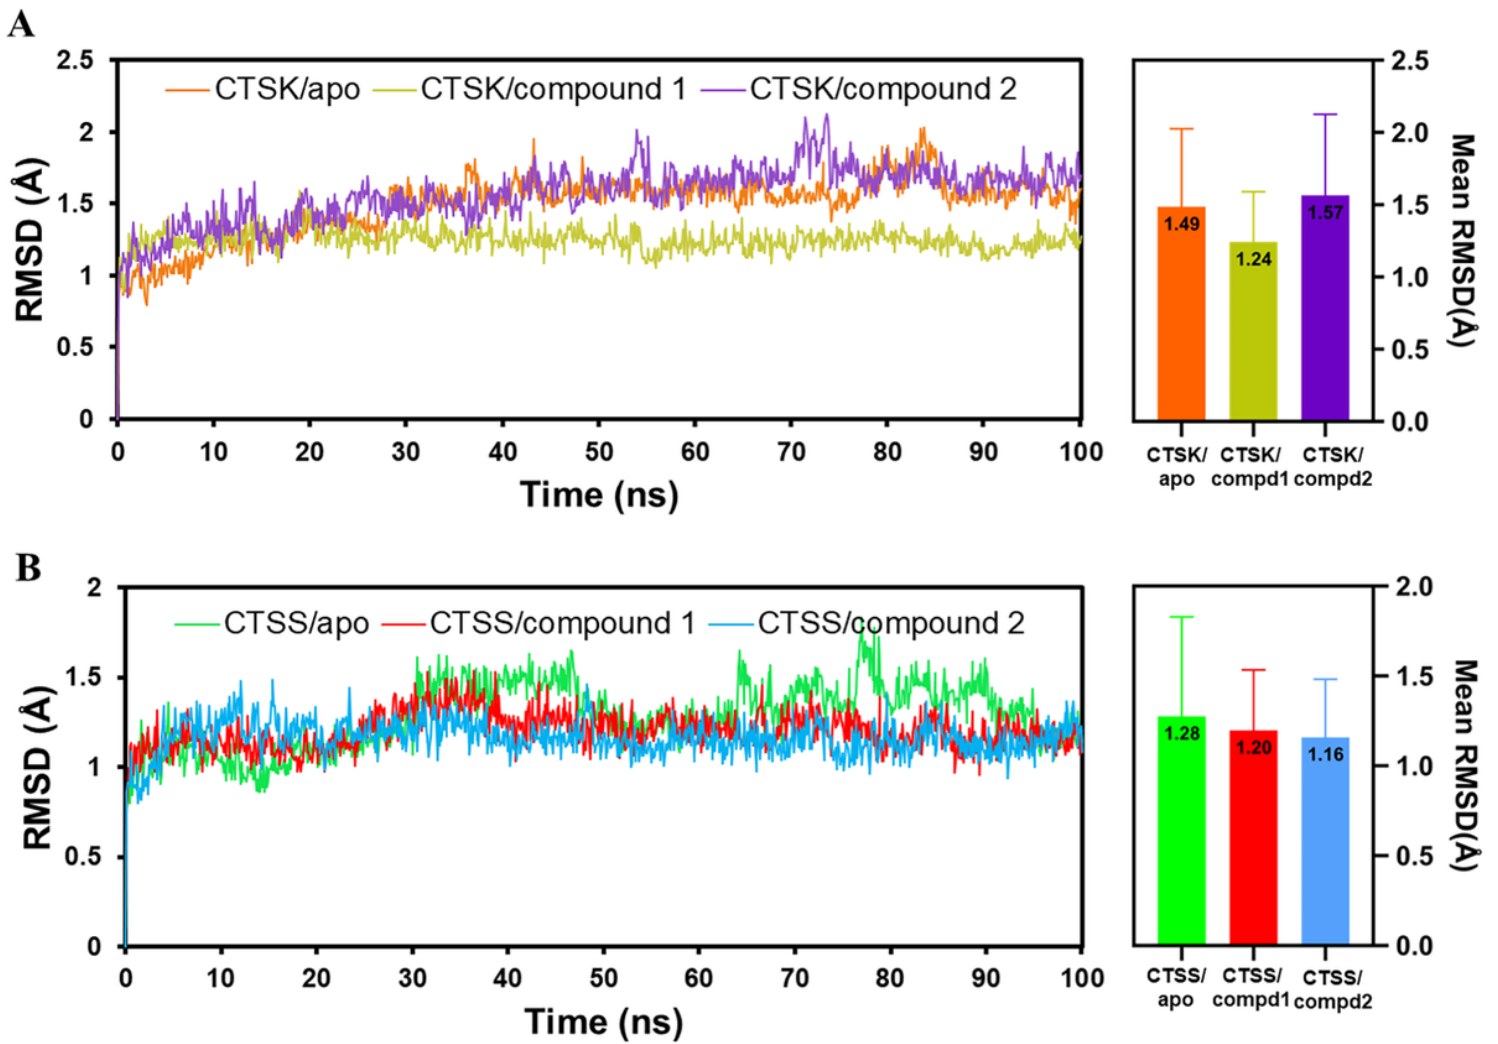 A
2.5
2
1.5
1
0.5
0
RMSD (Å)
CTSK/apo CTSK/compound 1 CTSK/compound 2
0 10 20 30 40 50 60 70 80 90 100
Time (ns)
1.49
1.24
1.57
2.5
2.0
1.5
1.0
0.5
0.0
Mean RMSD(Å)
CTSK/ CTSK/ CTSK/
apo compd1 compd2
B
2
1.5
1
0.5
0
RMSD (Å)
CTSS/apo CTSS/compound 1 CTSS/compound 2
0 10 20 30 40 50 60 70 80 90 100
Time (ns)
1.28
1.20
1.16
2.0
1.5
1.0
0.5
0.0
Mean RMSD(Å)
CTSS/ CTSS/ CTSS/
apo compd1 compd2